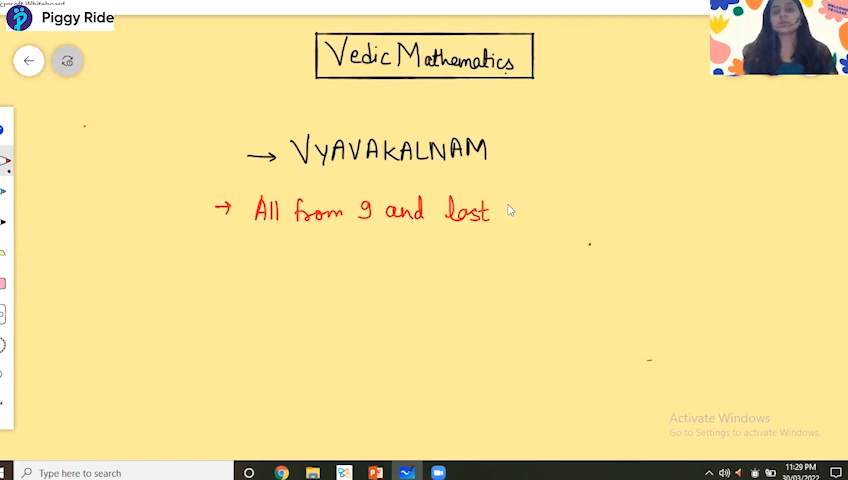 Piggy Ride
Vedic Mathematics
WELCOME
→ VYAVAKALNAM
→ All from 9 and last
Activate Windows
Go to Settings to activate Windows.
Type here to search
11:29 PM
30/03/2022